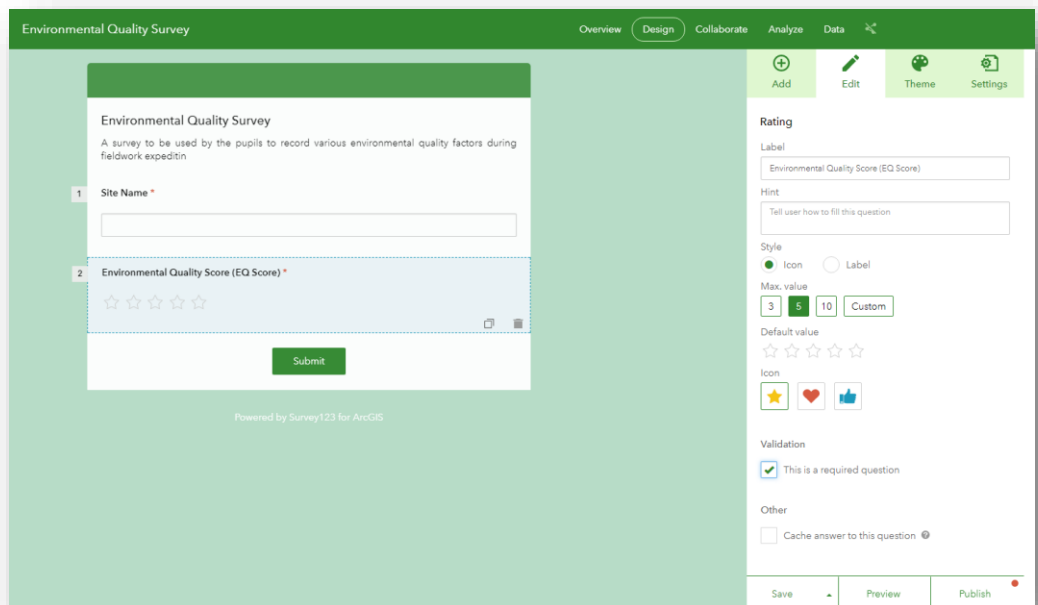 Environmental Quality Survey
Overview
Design
Collaborate
Analyze
Data
Add
Edit
Theme
Settings
Environmental Quality Survey
A survey to be used by the pupils to record various environmental quality factors during
fieldwork expeditin
1
Site Name *
2
Environmental Quality Score (EQ Score) *
Submit
Powered by Survey123 for ArcGIS
Rating
Label
Environmental Quality Score (EQ Score)
Hint
Tell user how to fill this question
Style
Icon
Label
Max. value
3
5
10
Custom
Default value
Icon
Validation
This is a required question
Other
Cache answer to this question
Save
Preview
Publish